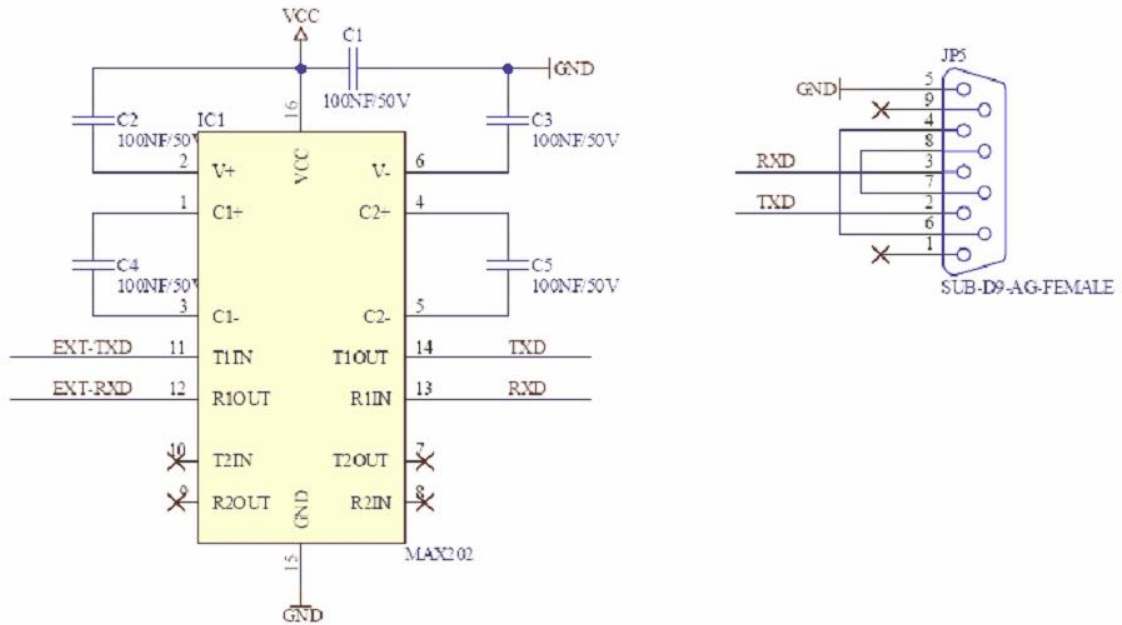 VCC
C1
GND
100NF/50V
16
C2
100NF/50V
IC1
C3
100NF/50V
2
V+
VCC
V-
6
1
C1+
C2+
4
C4
100NF/50V
C5
100NF/50V
3
C1-
C2-
5
EXT-TXD
11
T1IN
T1OUT
14
TXD
EXT-RXD
12
R1OUT
R1IN
13
RXD
10
T2IN
T2OUT
7
9
R2OUT
GND
R2IN
8
MAX202
15
GND
JP5
GND
5
9
4
8
RXD
3
7
TXD
2
6
1
SUB-D9-AG-FEMALE